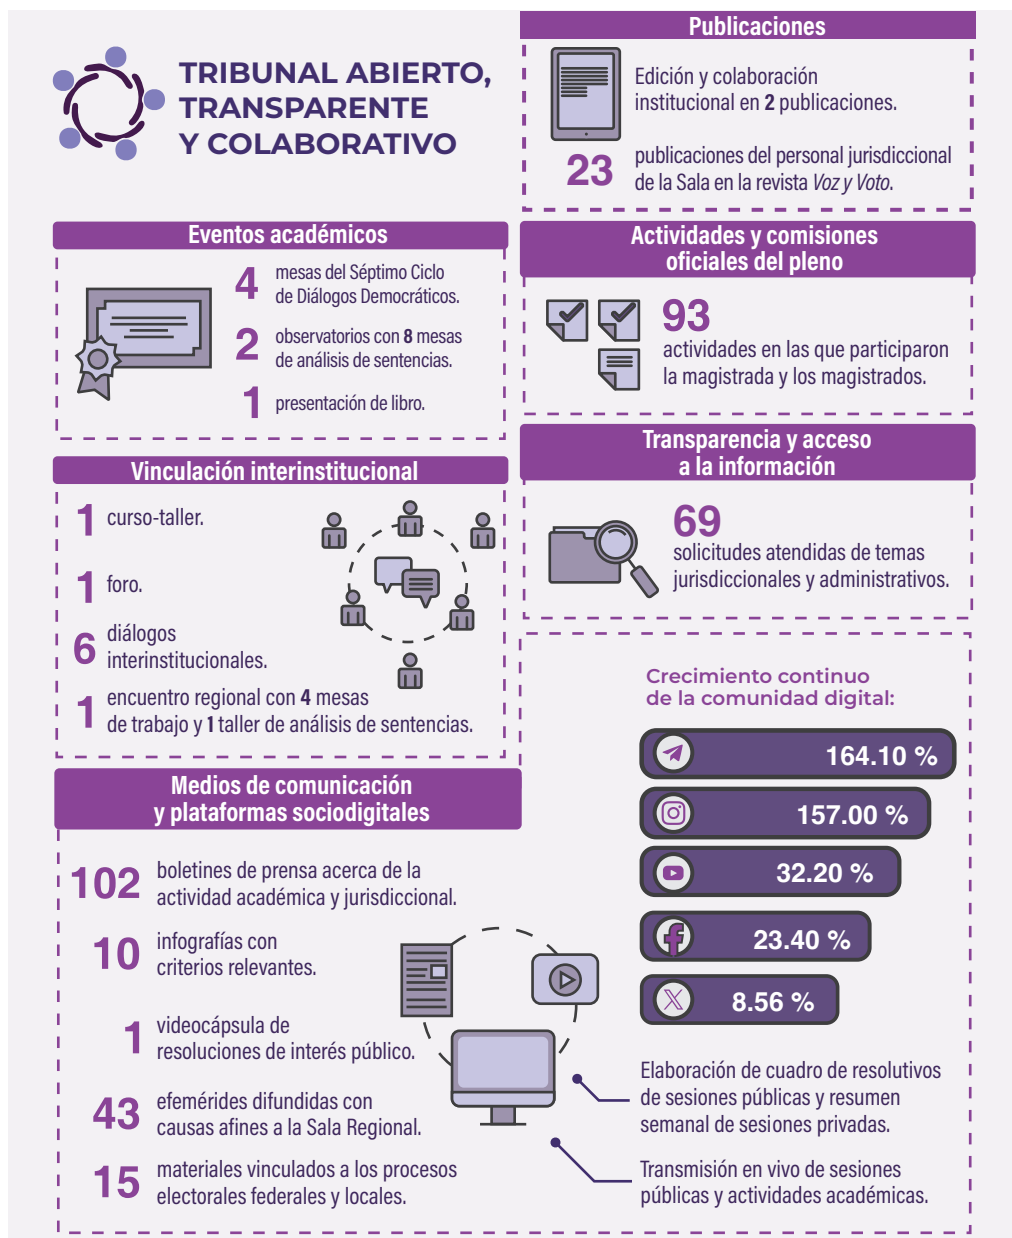 TRIBUNAL ABIERTO,
TRANSPARENTE
Y COLABORATIVO
Publicaciones
Edición y colaboración
institucional en 2 publicaciones.
23
publicaciones del personal jurisdiccional
de la Sala en la revista Voz y Voto.
Eventos académicos
4
mesas del Séptimo Ciclo
de Diálogos Democráticos.
2
observatorios con 8 mesas
de análisis de sentencias.
1
presentación de libro.
Actividades y comisiones
oficiales del pleno
93
actividades en las que participaron
la magistrada y los magistrados.
Vinculación interinstitucional
1
curso-taller.
1
foro.
6
diálogos
interinstitucionales.
1
encuentro regional con 4 mesas
de trabajo y 1 taller de análisis de sentencias.
Transparencia y acceso
a la información
69
solicitudes atendidas de temas
jurisdiccionales y administrativos.
Medios de comunicación
y plataformas sociodigitales
102
boletines de prensa acerca de la
actividad académica y jurisdiccional.
10
infografías con
criterios relevantes.
1
videocápsula de
resoluciones de interés público.
43
efemérides difundidas con
causas afines a la Sala Regional.
15
materiales vinculados a los procesos
electorales federales y locales.
Crecimiento continuo
de la comunidad digital:
164.10 %
157.00 %
32.20 %
23.40 %
8.56 %
Elaboración de cuadro de resolutivos
de sesiones públicas y resumen
semanal de sesiones privadas.
Transmisión en vivo de sesiones
públicas y actividades académicas.